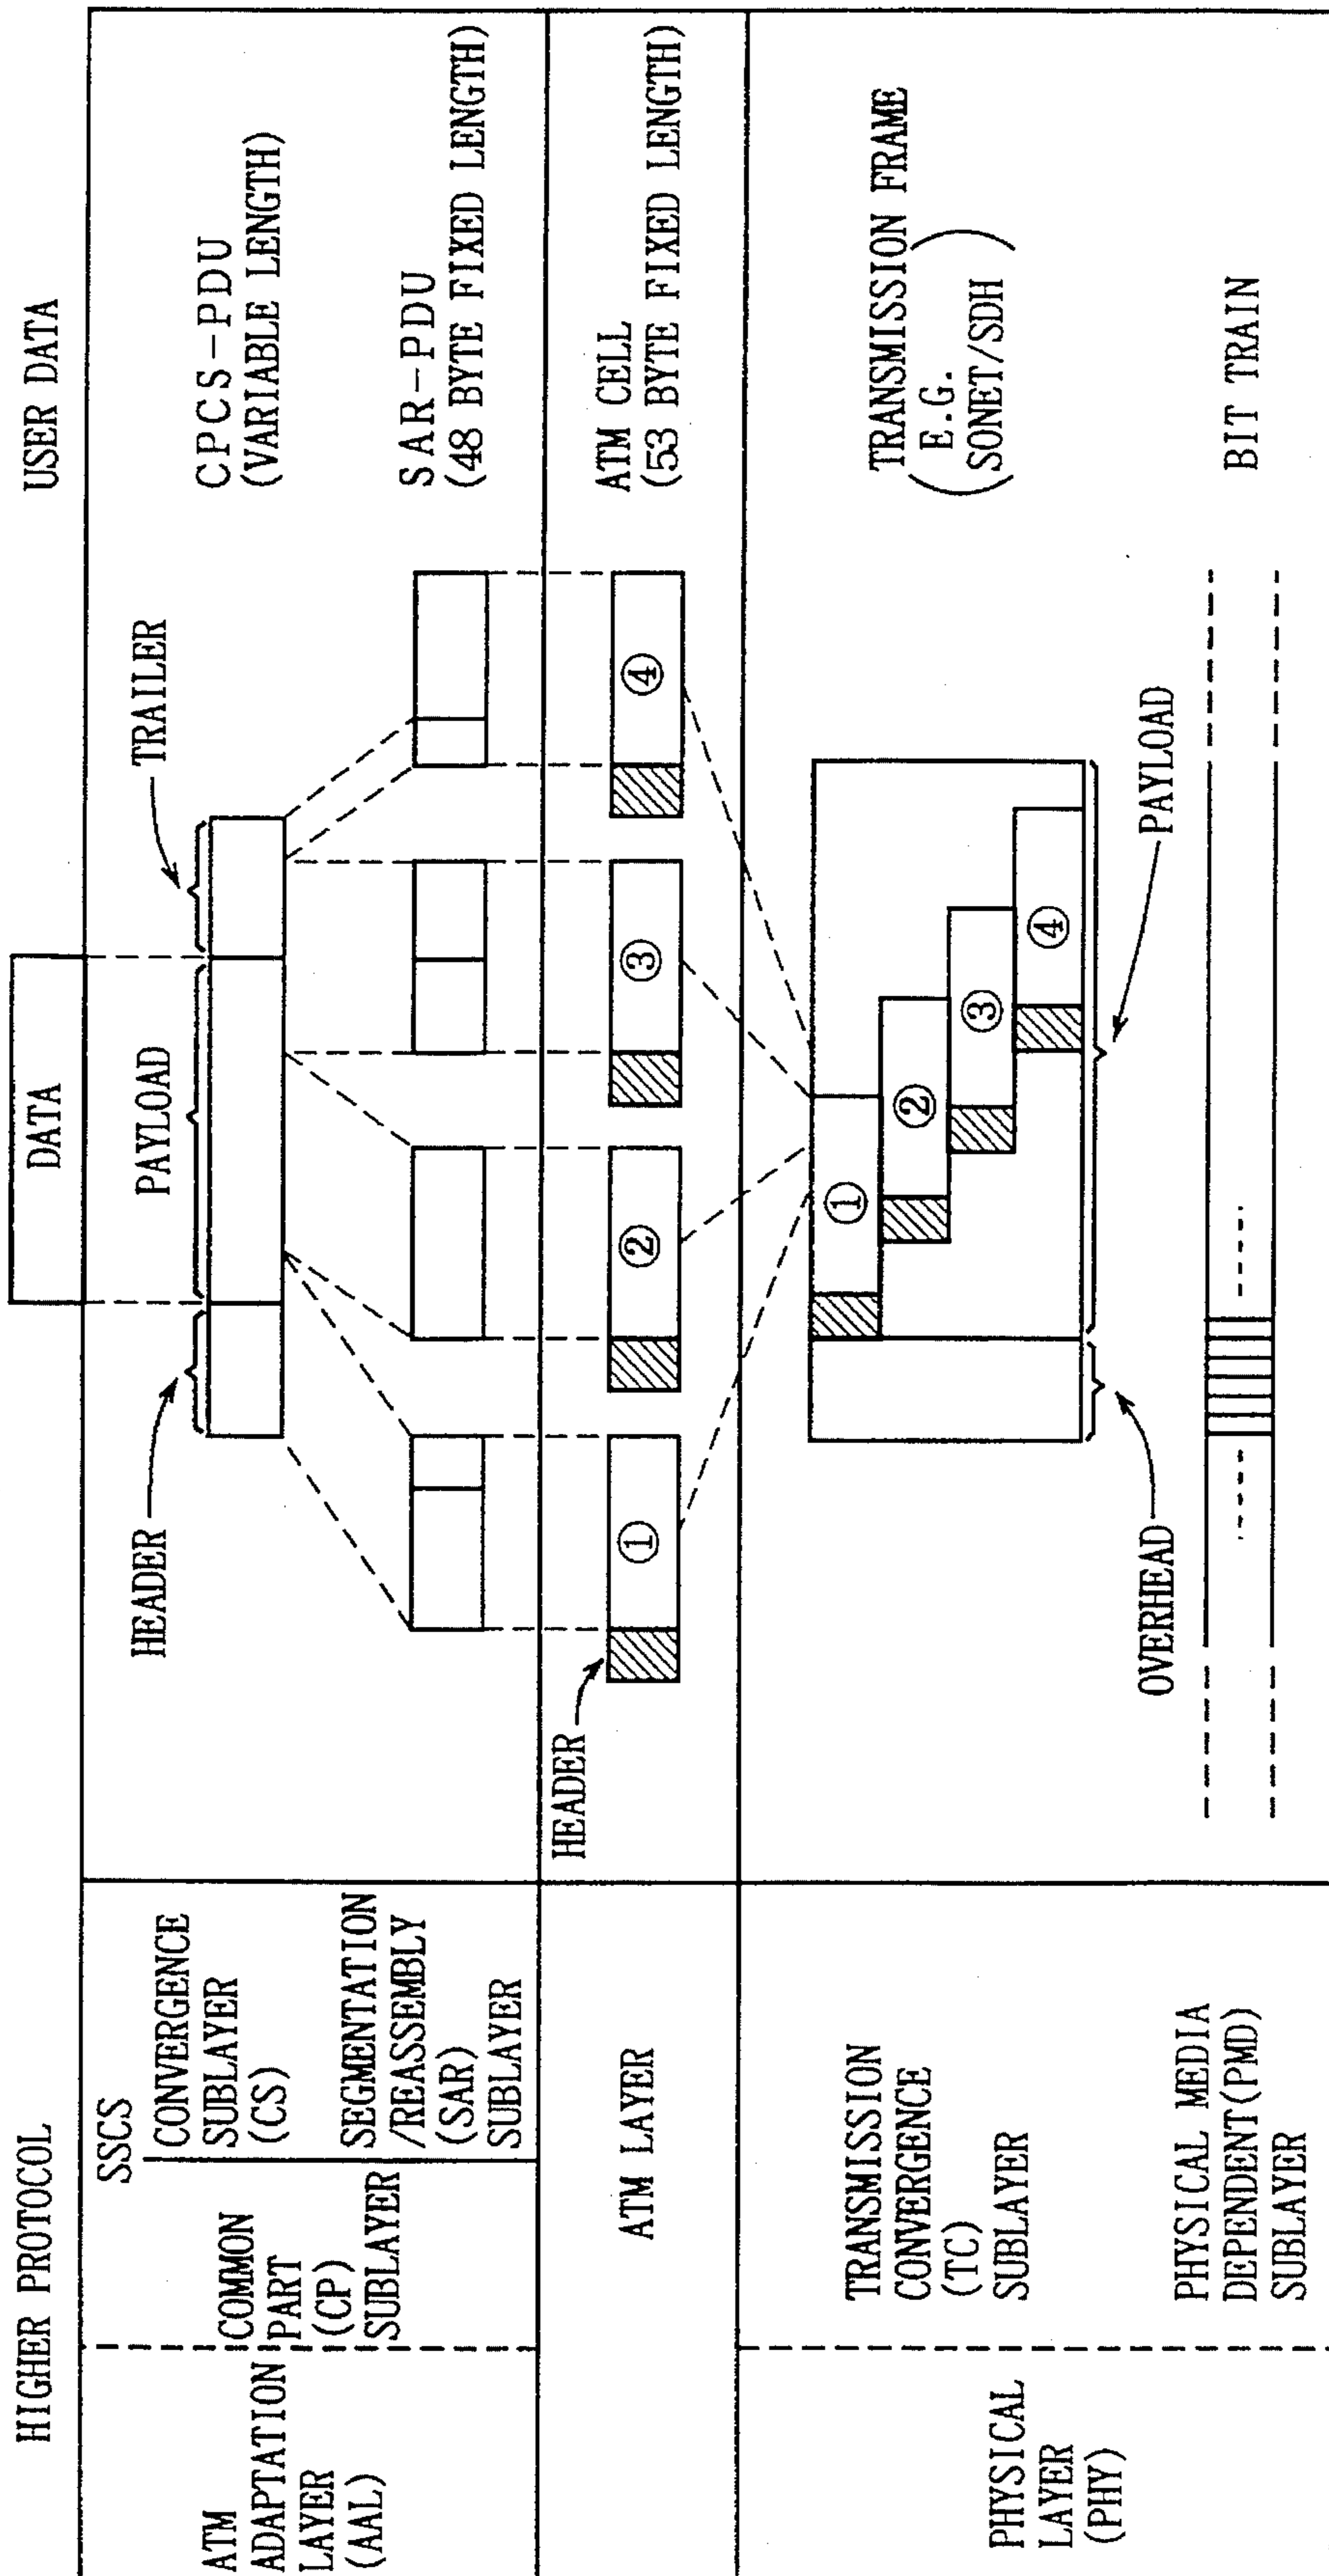 HIGHER PROTOCOL
DATA
USER DATA
ATM
ADAPTATION
LAYER
(AAL)
COMMON
PART
(CP)
SUBLAYER
SSCS
CONVERGENCE
SUBLAYER
(CS)
SEGMENTATION
/REASSEMBLY
(SAR)
SUBLAYER
HEADER
PAYLOAD
TRAILER
CPCS-PDU
(VARIABLE LENGTH)
SAR-PDU
(48 BYTE FIXED LENGTH)
ATM LAYER
HEADER
① ② ③ ④
ATM CELL
(53 BYTE FIXED LENGTH)
PHYSICAL
LAYER
(PHY)
TRANSMISSION
CONVERGENCE
(TC)
SUBLAYER
①
②
③
④
OVERHEAD
PAYLOAD
TRANSMISSION FRAME
(E.G.
SONET/SDH)
PHYSICAL MEDIA
DEPENDENT(PMD)
SUBLAYER
BIT TRAIN